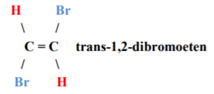 H Br
\ /
C = C trans-1,2-dibromoeten
/ \
Br H